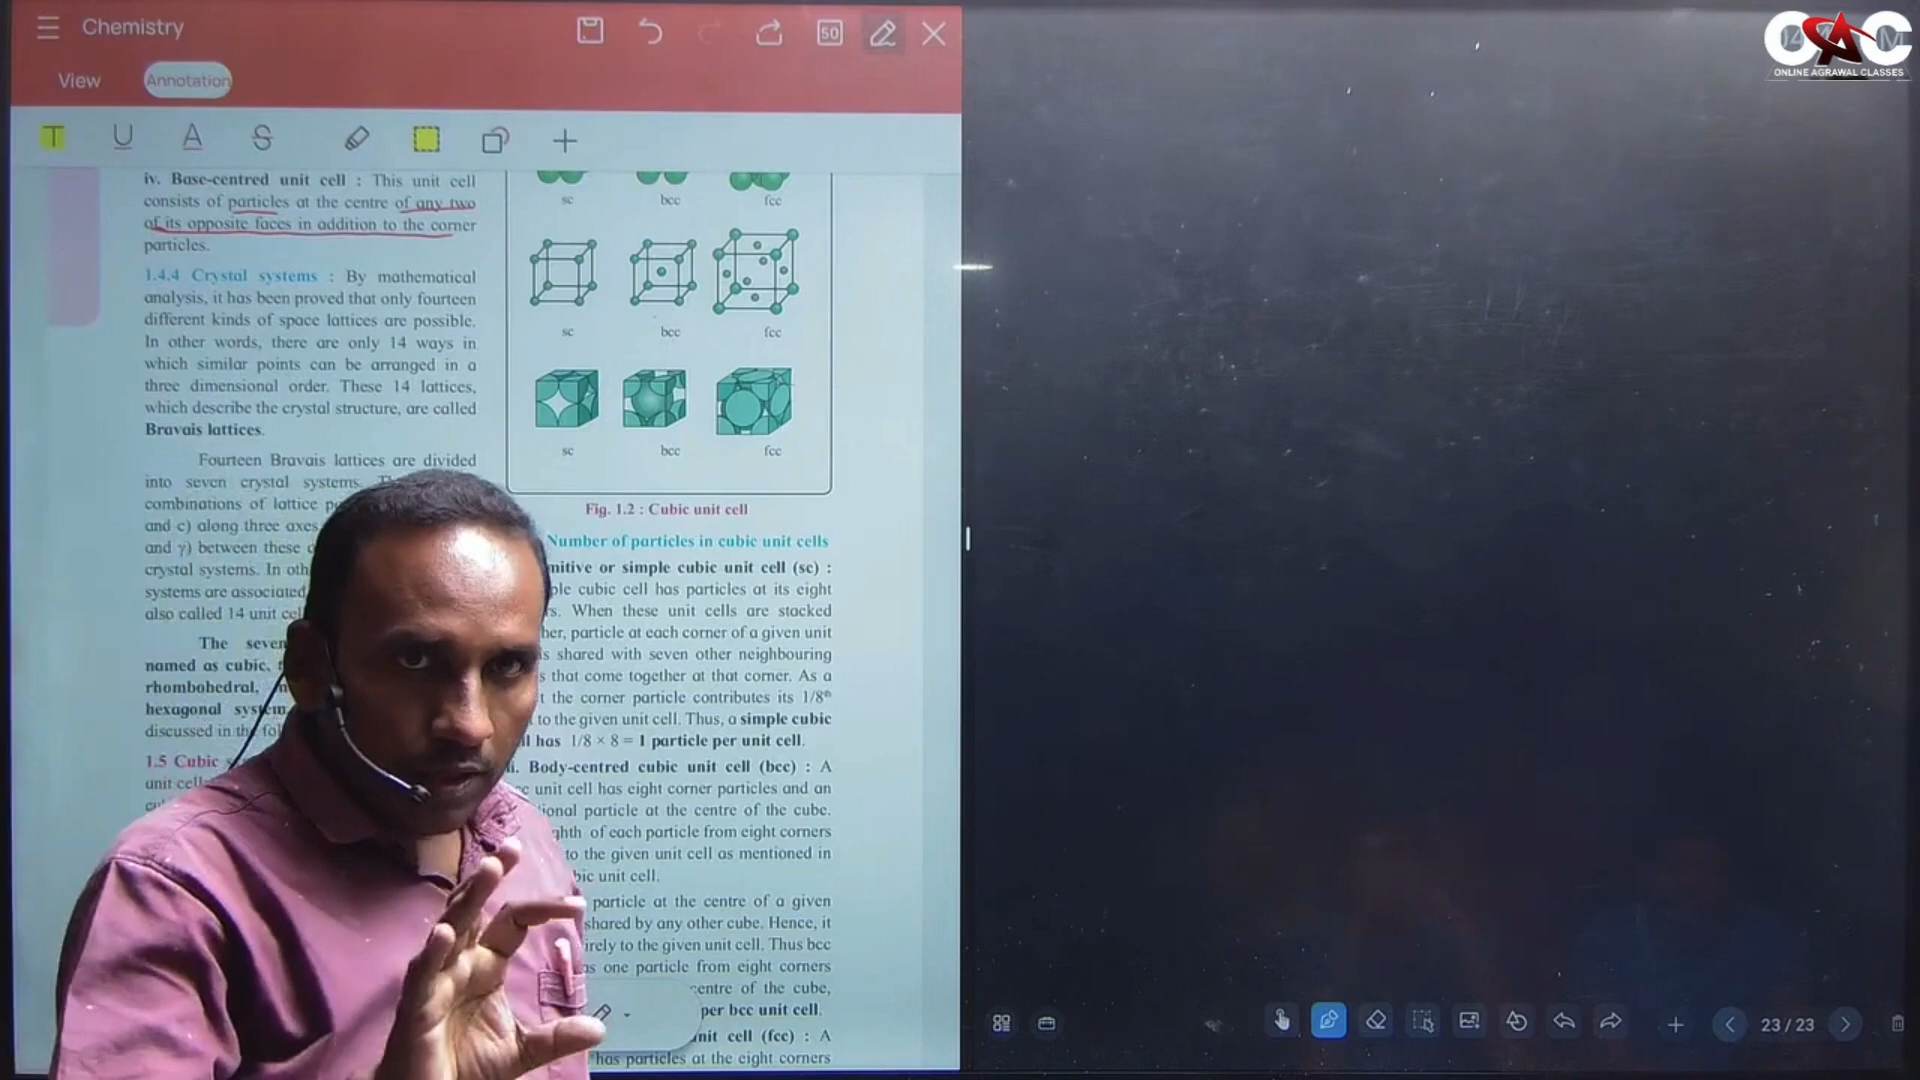 Chemistry
50
View
Annotation
T U A S
iv. Base-centred unit cell : This unit cell
consists of particles at the centre of any two
of its opposite faces in addition to the corner
particles.
1.4.4 Crystal systems : By mathematical
analysis, it has been proved that only fourteen
different kinds of space lattices are possible.
In other words, there are only 14 ways in
which similar points can be arranged in a
three dimensional order. These 14 lattices,
which describe the crystal structure, are called
Bravais lattices.
Fourteen Bravais lattices are divided
into seven crystal systems.
combinations of lattice
and c) along three axes
and γ) between these
crystal systems. In
systems are associated
also called 14 unit
The seven
named as cubic,
rhombohedral,
hexagonal system.
discussed in the
1.5 Cubic
unit
sc bcc fcc
sc bcc fcc
sc bcc fcc
Fig. 1.2 : Cubic unit cell
Number of particles in cubic unit cells
or simple cubic unit cell (sc) :
cubic cell has particles at its eight
When these unit cells are stacked
particle at each corner of a given unit
is shared with seven other neighbouring
that come together at that corner. As a
the corner particle contributes its 1/8th
to the given unit cell. Thus, a simple cubic
has 1/8 × 8 = 1 particle per unit cell.
ii. Body-centred cubic unit cell (bcc) : A
unit cell has eight corner particles and an
particle at the centre of the cube.
of each particle from eight corners
to the given unit cell as mentioned in
unit cell.
particle at the centre of a given
shared by any other cube. Hence, it
to the given unit cell. Thus bcc
one particle from eight corners
centre of the cube,
per bcc unit cell.
cell (fcc) : A
has particles at the eight corners
OAC
ONLINE AGRAWAL CLASSES
23 / 23